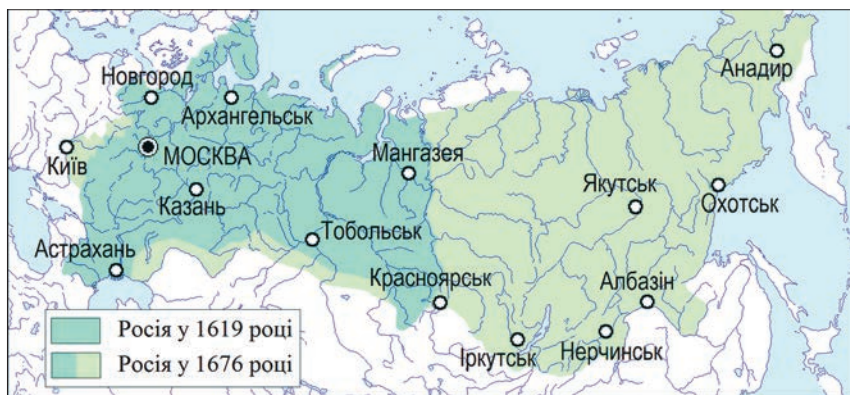 Анадир
Новгород
Архангельськ
Київ
МОСКВА
Мангазея
Казань
Якутськ
Охотськ
Тобольськ
Астрахань
Красноярськ
Албазін
Іркутськ
Нерчинськ
Росія у 1619 році
Росія у 1676 році